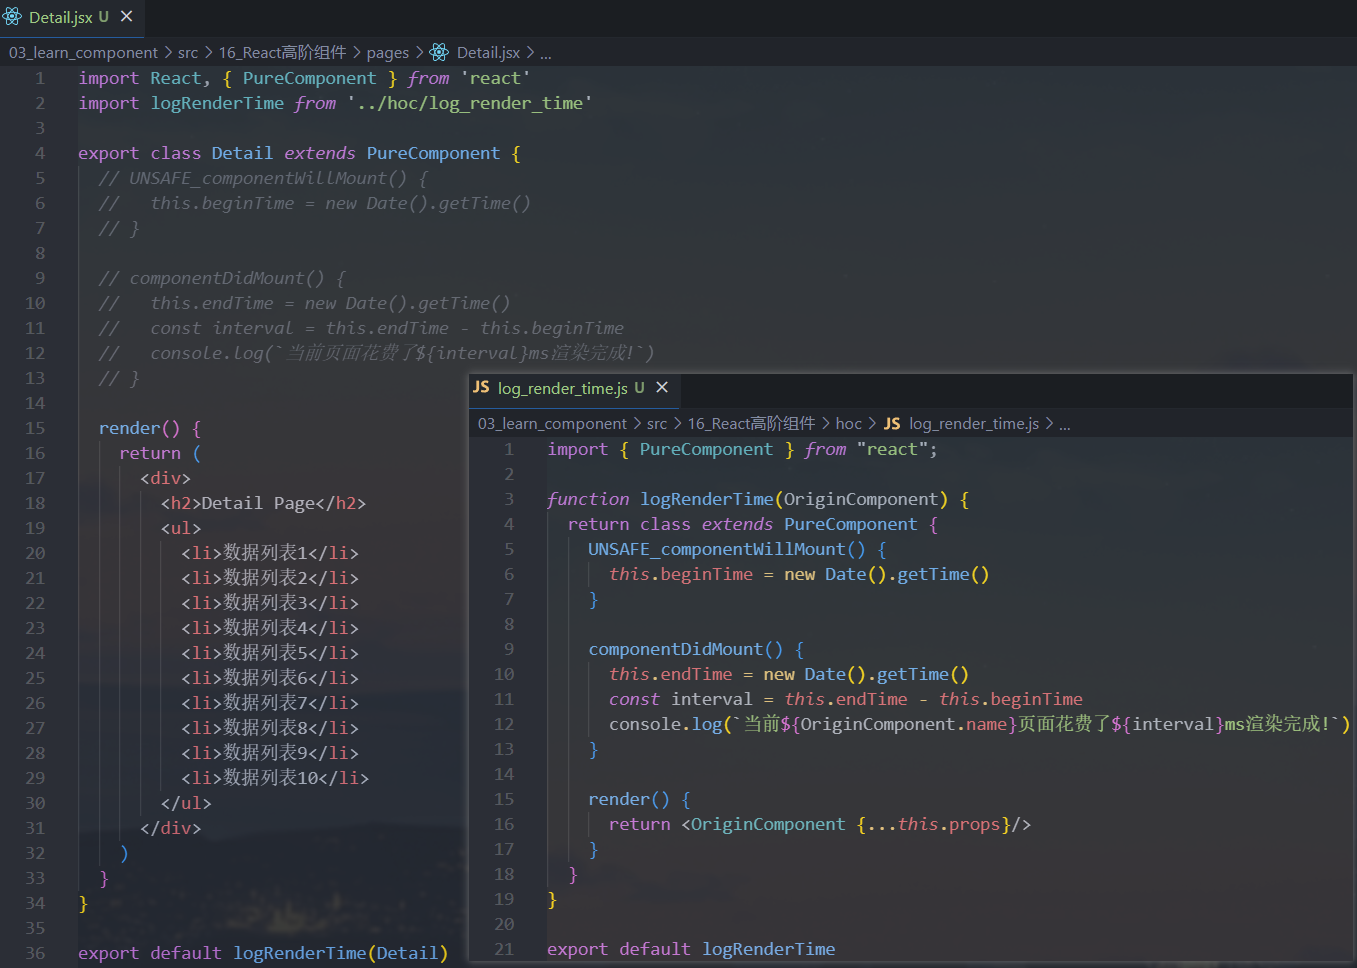 Detail.jsx U ×
03_learn_component > src > 16_React高阶组件 > pages > Detail.jsx > ...
1 import React, { PureComponent } from 'react'
2 import logRenderTime from '../hoc/log_render_time'
3
4 export class Detail extends PureComponent {
5 // UNSAFE_componentWillMount() {
6 //   this.beginTime = new Date().getTime()
7 // }
8
9 // componentDidMount() {
10 //   this.endTime = new Date().getTime()
11 //   const interval = this.endTime - this.beginTime
12 //   console.log(`当前页面花费了${interval}ms渲染完成!`)
13 // }
14
15 render() {
16 return (
17 <div>
18 <h2>Detail Page</h2>
19 <ul>
20 <li>数据列表1</li>
21 <li>数据列表2</li>
22 <li>数据列表3</li>
23 <li>数据列表4</li>
24 <li>数据列表5</li>
25 <li>数据列表6</li>
26 <li>数据列表7</li>
27 <li>数据列表8</li>
28 <li>数据列表9</li>
29 <li>数据列表10</li>
30 </ul>
31 </div>
32 )
33 }
34 }
35
36 export default logRenderTime(Detail)
JS log_render_time.js U ×
03_learn_component > src > 16_React高阶组件 > hoc > JS log_render_time.js > ...
1 import { PureComponent } from "react";
2
3 function logRenderTime(OriginComponent) {
4 return class extends PureComponent {
5 UNSAFE_componentWillMount() {
6 this.beginTime = new Date().getTime()
7 }
8
9 componentDidMount() {
10 this.endTime = new Date().getTime()
11 const interval = this.endTime - this.beginTime
12 console.log(`当前${OriginComponent.name}页面花费了${interval}ms渲染完成!`)
13 }
14
15 render() {
16 return <OriginComponent {...this.props}/>
17 }
18 }
19 }
20
21 export default logRenderTime